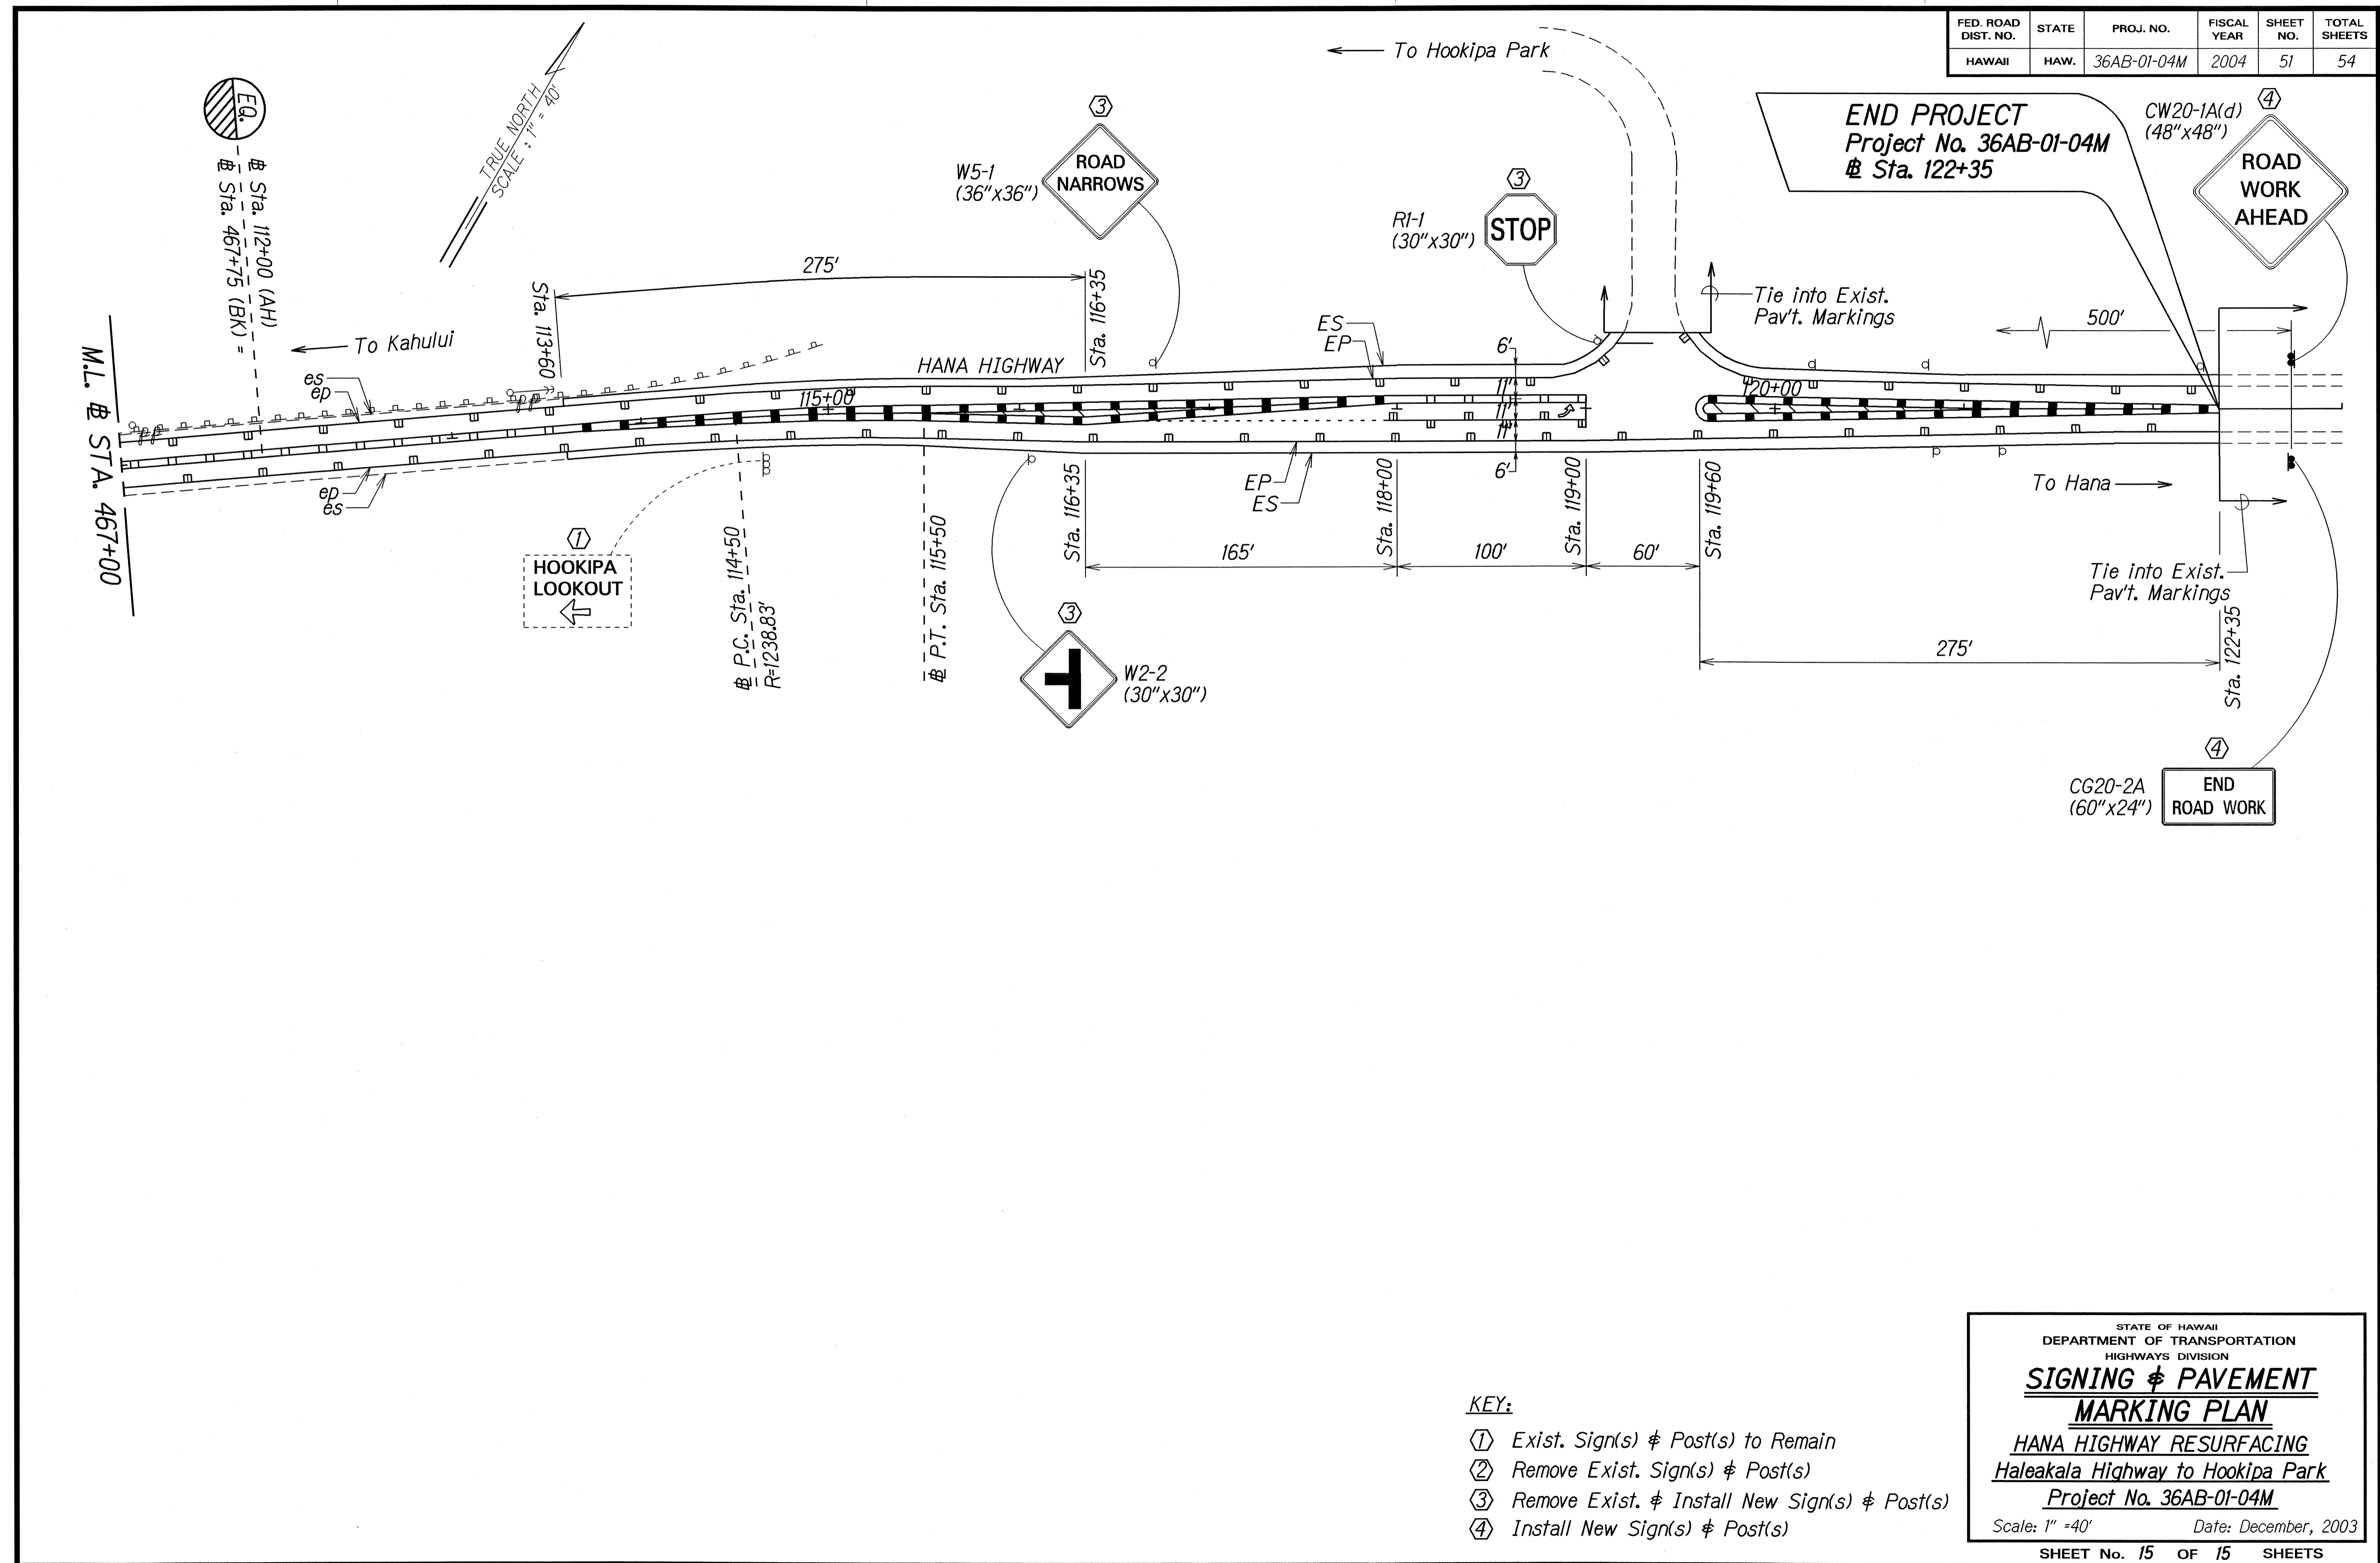 FED. ROAD DIST. NO. STATE PROJ. NO. FISCAL YEAR SHEET NO. TOTAL SHEETS
HAWAII HAW. 36AB-01-04M 2004 51 54
To Hookipa Park
TRUE NORTH
SCALE : 1" = 40'
EQ.
℄ Sta. 112+00 (AH)
℄ Sta. 467+75 (BK) =
3
W5-1
(36"x36")
ROAD
NARROWS
3
R1-1
(30"x30")
STOP
END PROJECT
Project No. 36AB-01-04M
℄ Sta. 122+35
4
CW20-1A(d)
(48"x48")
ROAD
WORK
AHEAD
Tie into Exist.
Pav't. Markings
500'
275'
Sta. 113+60
Sta. 116+35
To Kahului
HANA HIGHWAY
ES
EP
6'
11'
11'
11'
6'
115+00
120+00
es
ep
ep
es
M.L. ℄ STA. 467+00
EP
ES
To Hana
1
HOOKIPA
LOOKOUT
℄ P.C. Sta. 114+50
R=1238.83'
℄ P.T. Sta. 115+50
Sta. 116+35
Sta. 118+00
Sta. 119+00
Sta. 119+60
165'
100'
60'
275'
Tie into Exist.
Pav't. Markings
Sta. 122+35
3
W2-2
(30"x30")
4
CG20-2A
(60"x24")
END
ROAD WORK
KEY:
1 Exist. Sign(s) & Post(s) to Remain
2 Remove Exist. Sign(s) & Post(s)
3 Remove Exist. & Install New Sign(s) & Post(s)
4 Install New Sign(s) & Post(s)
STATE OF HAWAII
DEPARTMENT OF TRANSPORTATION
HIGHWAYS DIVISION
SIGNING & PAVEMENT
MARKING PLAN
HANA HIGHWAY RESURFACING
Haleakala Highway to Hookipa Park
Project No. 36AB-01-04M
Scale: 1" =40' Date: December, 2003
SHEET No. 15 OF 15 SHEETS